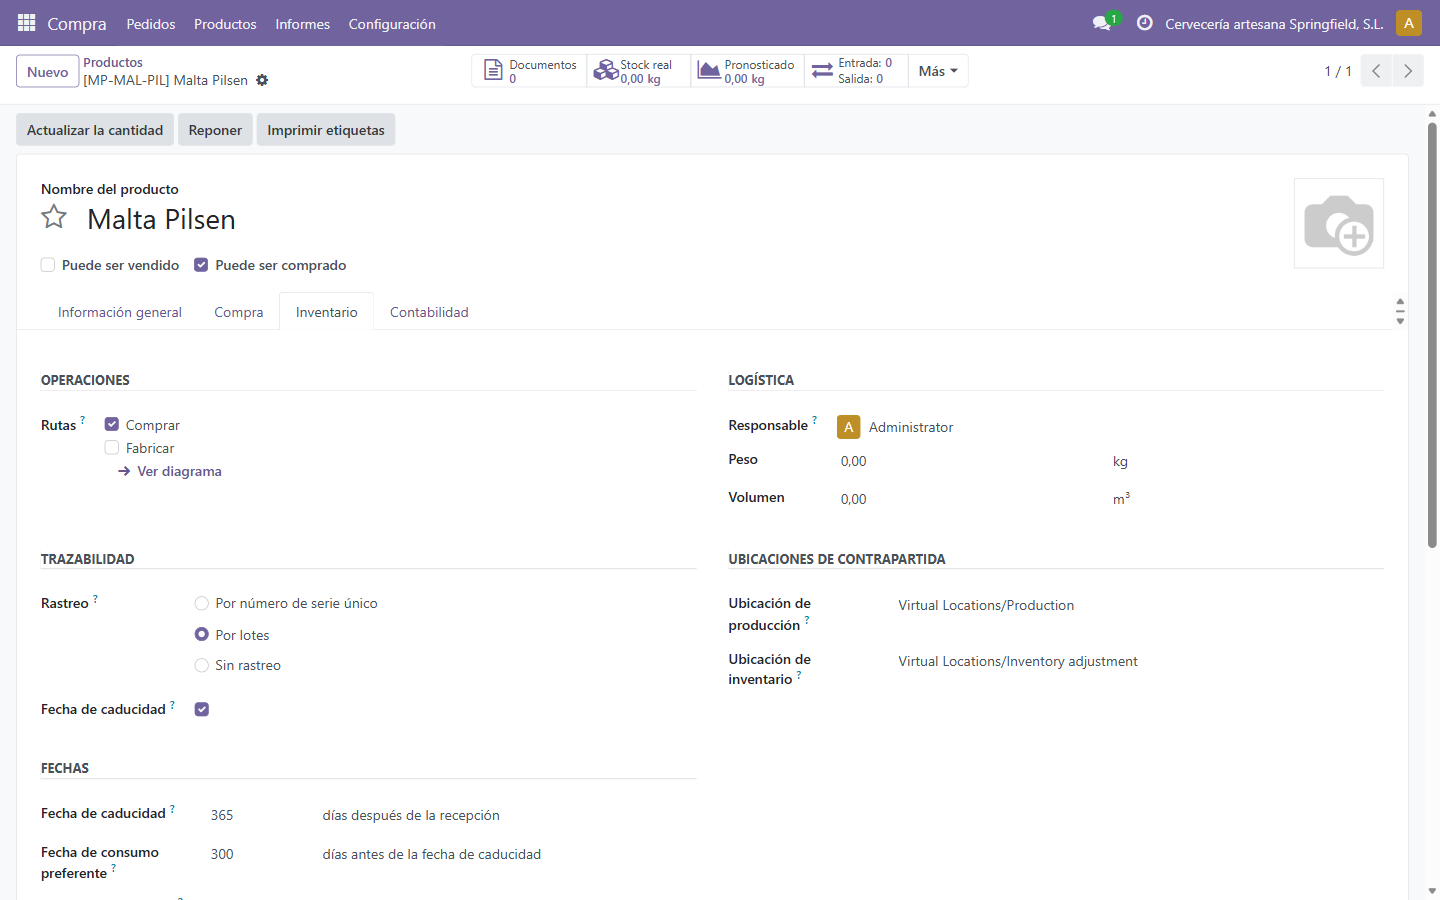 Compra Pedidos Productos Informes Configuración 1 Cervecería artesana Springfield, S.L. A
Nuevo Productos
[MP-MAL-PIL] Malta Pilsen
Documentos 0
Stock real 0,00 kg
Pronosticado 0,00 kg
Entrada: 0
Salida: 0
Más
1 / 1
Actualizar la cantidad Reponer Imprimir etiquetas
Nombre del producto
Malta Pilsen
Puede ser vendido Puede ser comprado
Información general Compra Inventario Contabilidad
OPERACIONES
Rutas ? Comprar
Fabricar
Ver diagrama
LOGÍSTICA
Responsable ? A Administrator
Peso 0,00 kg
Volumen 0,00 m³
TRAZABILIDAD
Rastreo ? Por número de serie único
Por lotes
Sin rastreo
Fecha de caducidad ?
UBICACIONES DE CONTRAPARTIDA
Ubicación de producción ? Virtual Locations/Production
Ubicación de inventario ? Virtual Locations/Inventory adjustment
FECHAS
Fecha de caducidad ? 365 días después de la recepción
Fecha de consumo preferente ? 300 días antes de la fecha de caducidad
?